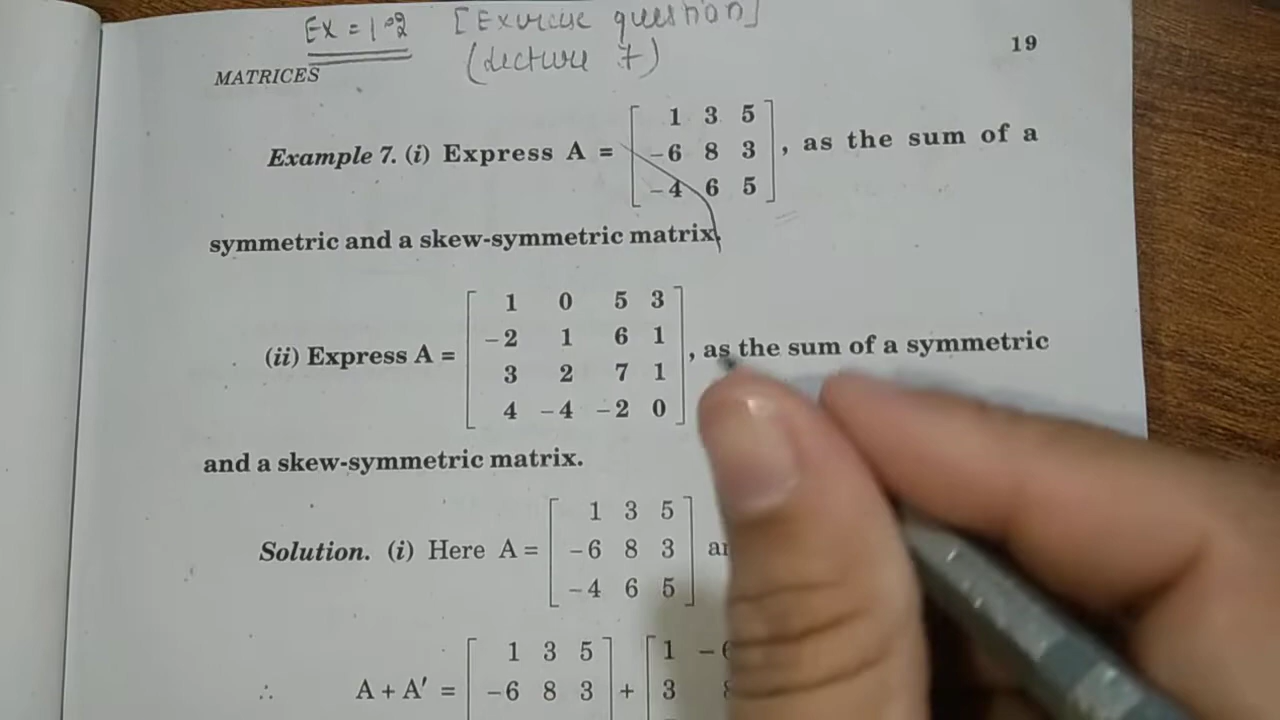 Ex = 1.2 [Exercise question]
(Lecture 7)
19
MATRICES
Example 7. (i) Express A = [ 1 3 5
-6 8 3
-4 6 5 ], as the sum of a
symmetric and a skew-symmetric matrix.
(ii) Express A = [ 1 0 5 3
-2 1 6 1
3 2 7 1
4 -4 -2 0 ], as the sum of a symmetric
and a skew-symmetric matrix.
Solution. (i) Here A = [ 1 3 5
-6 8 3
-4 6 5 ]
∴ A + A′ = [ 1 3 5 ] + [ 1
-6 8 3 3